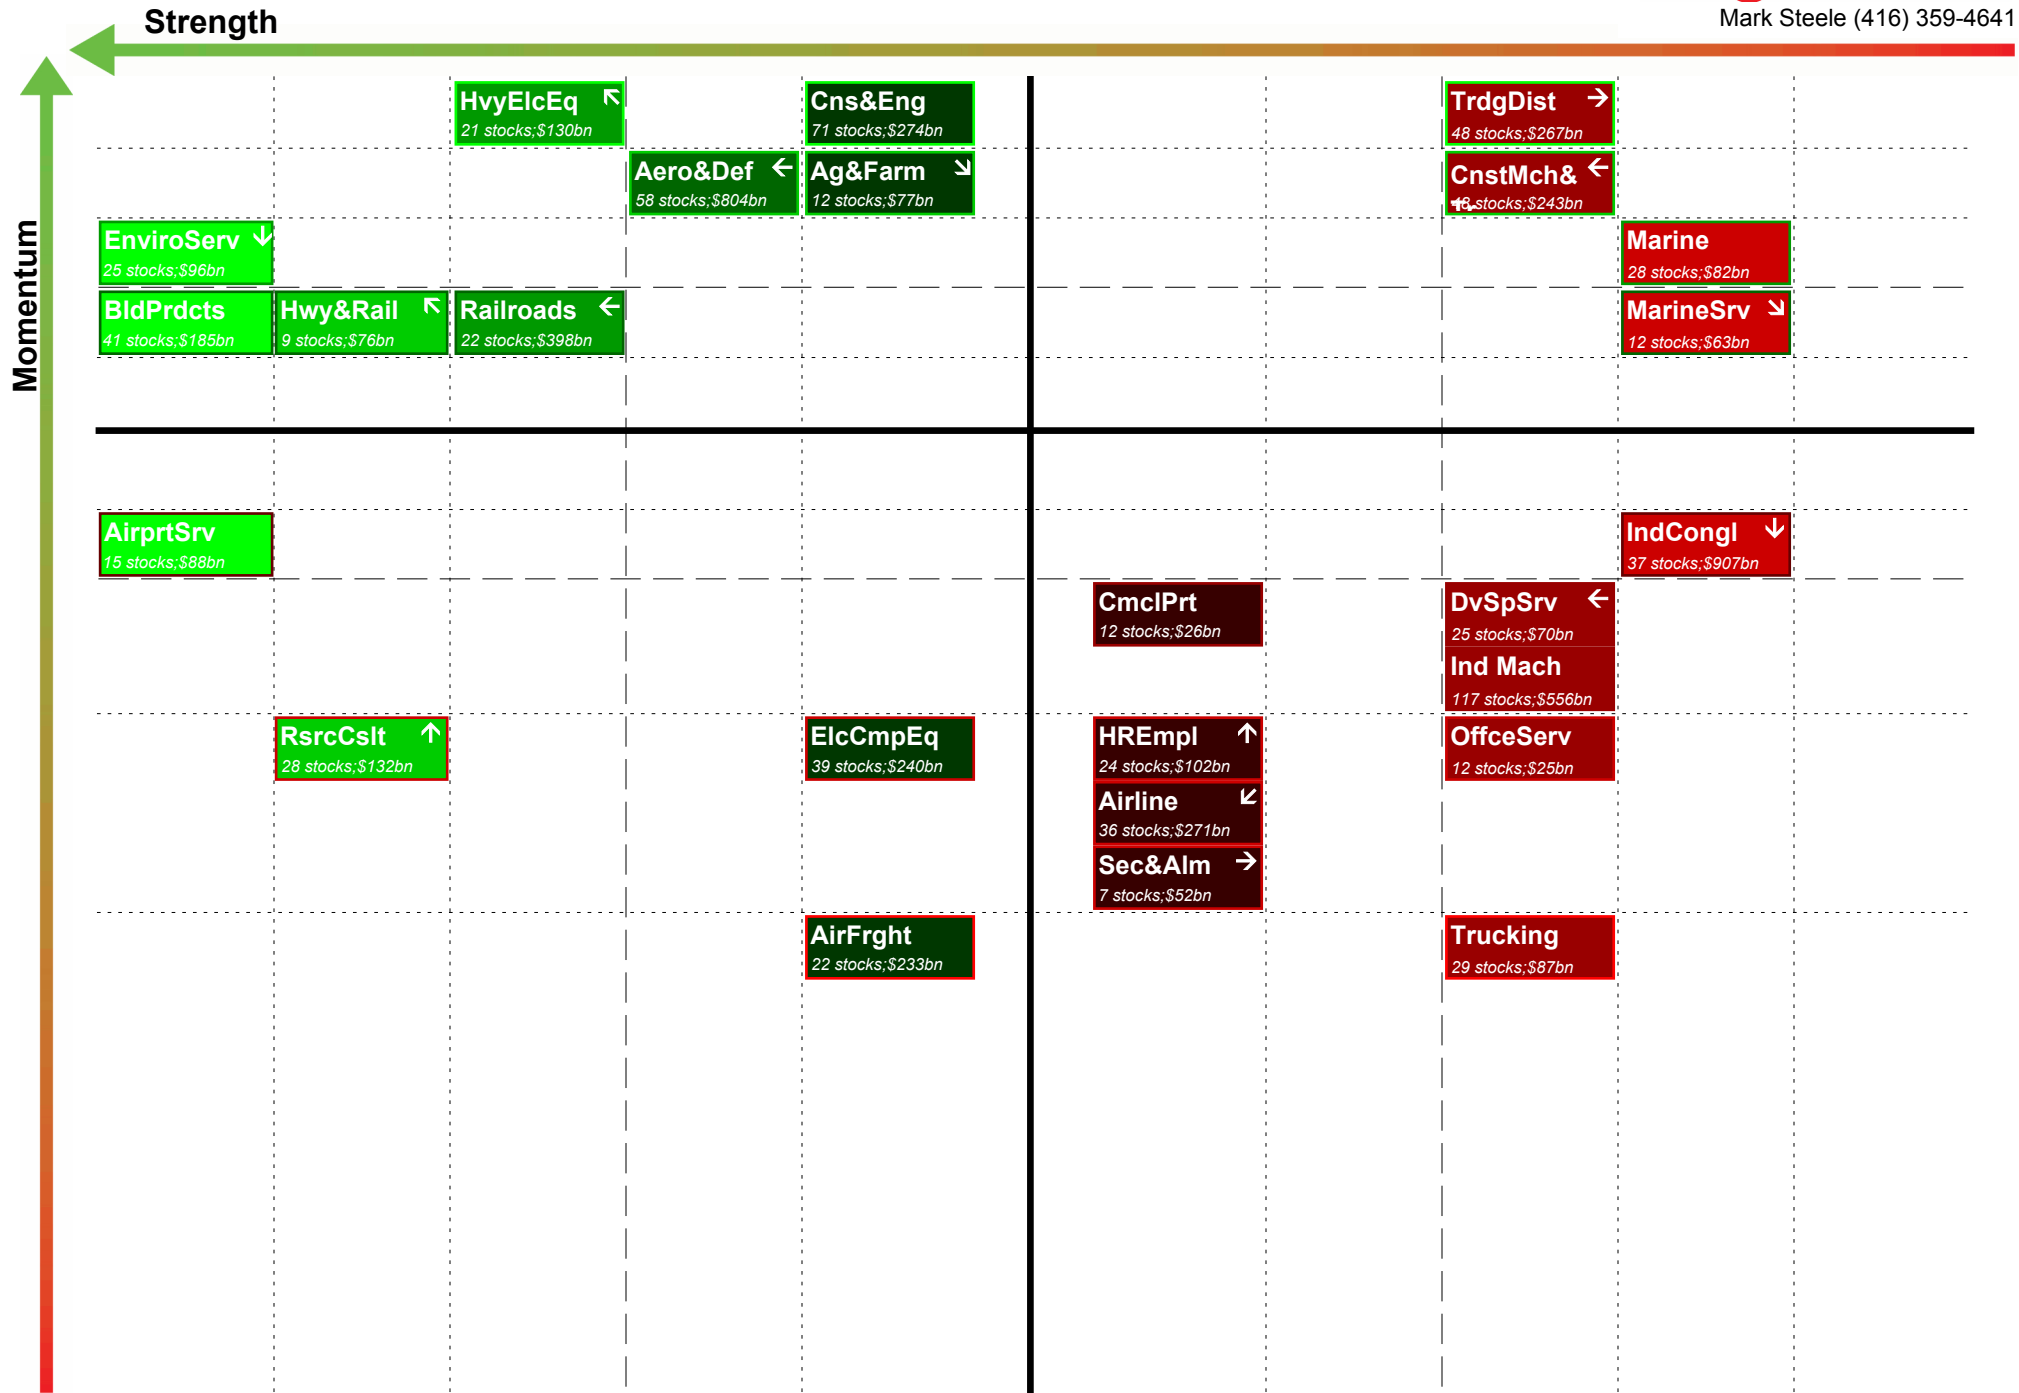 Strength
Mark Steele (416) 359-4641
Momentum
HvyElcEq
21 stocks;$130bn
Cns&Eng
71 stocks;$274bn
TrdgDist
48 stocks;$267bn
Aero&Def
58 stocks;$804bn
Ag&Farm
12 stocks;$77bn
CnstMch&
48 stocks;$243bn
EnviroServ
25 stocks;$96bn
Marine
28 stocks;$82bn
BldPrdcts
41 stocks;$185bn
Hwy&Rail
9 stocks;$76bn
Railroads
22 stocks;$398bn
MarineSrv
12 stocks;$63bn
AirprtSrv
15 stocks;$88bn
IndCongl
37 stocks;$907bn
CmclPrt
12 stocks;$26bn
DvSpSrv
25 stocks;$70bn
Ind Mach
117 stocks;$556bn
RsrcCslt
28 stocks;$132bn
ElcCmpEq
39 stocks;$240bn
HREmpl
24 stocks;$102bn
OffceServ
12 stocks;$25bn
Airline
36 stocks;$271bn
Sec&Alm
7 stocks;$52bn
AirFrght
22 stocks;$233bn
Trucking
29 stocks;$87bn